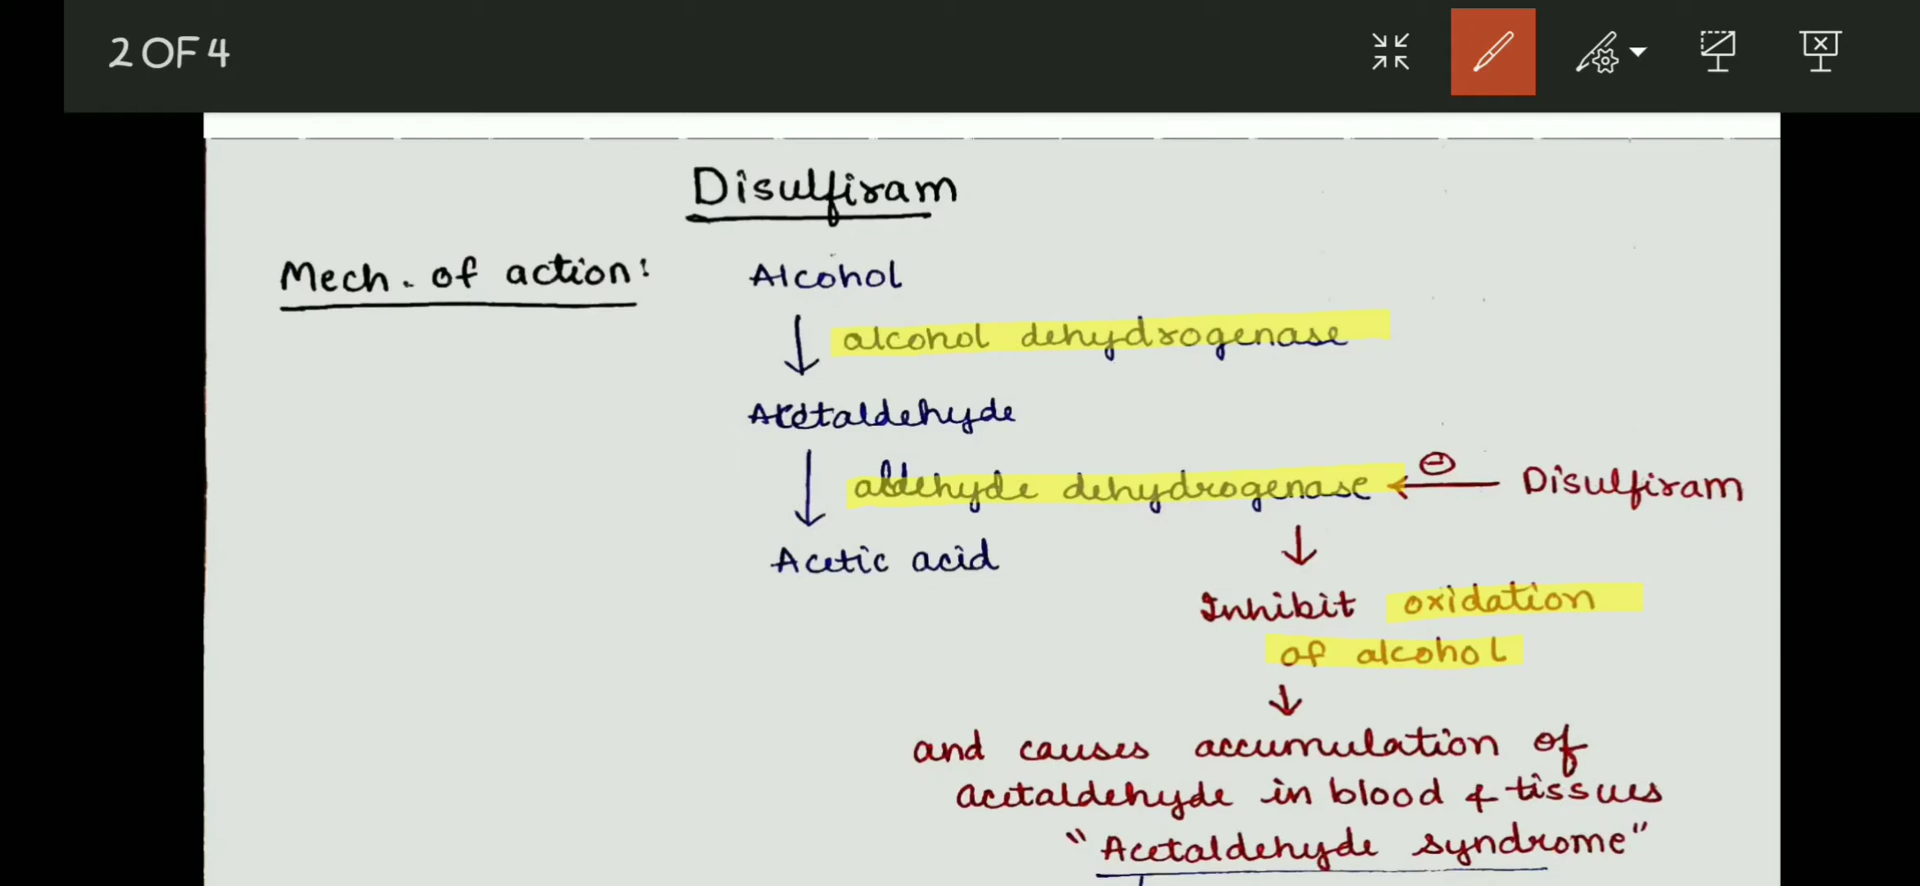 2 OF 4
Disulfiram
Mech. of action:
Alcohol
alcohol dehydrogenase
Acetaldehyde
aldehyde dehydrogenase
⊖
Disulfiram
Acetic acid
Inhibit oxidation
of alcohol
and causes accumulation of
acetaldehyde in blood & tissues
"Acetaldehyde syndrome"